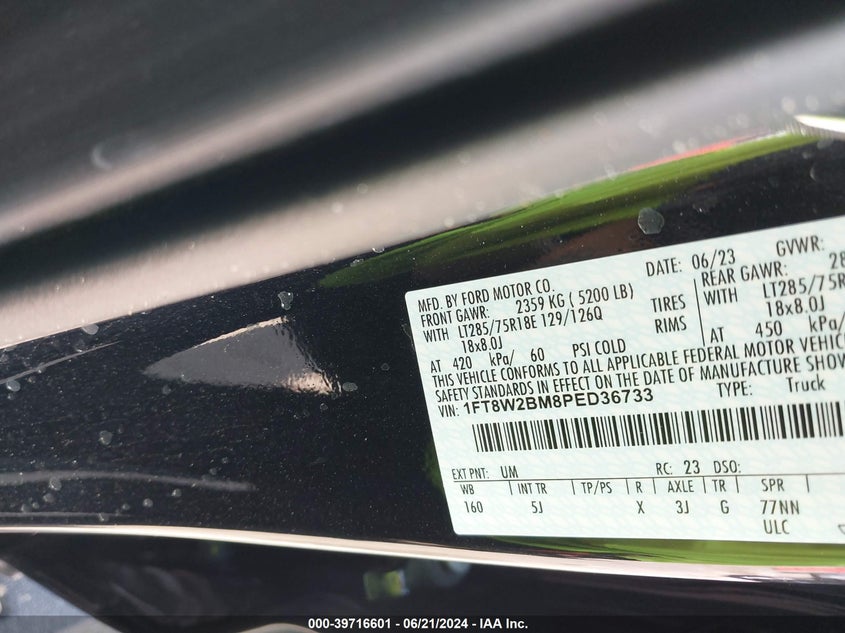 MFD. BY FORD MOTOR CO. DATE: 06/23 GVWR:
FRONT GAWR: 2359 KG ( 5200 LB) REAR GAWR: 28
WITH LT285/75R18E 129/126Q TIRES WITH LT285/75R
18x8.0J RIMS 18x8.0J
AT 420 kPa/ 60 PSI COLD AT 450 kPa/
THIS VEHICLE CONFORMS TO ALL APPLICABLE FEDERAL MOTOR VEHIC
SAFETY STANDARDS IN EFFECT ON THE DATE OF MANUFACTURE SHOW
VIN: 1FT8W2BM8PED36733 TYPE: Truck
EXT PNT: UM RC: 23 DSO:
WB INT TR TP/PS R AXLE TR SPR
160 5J X 3J G 77NN
ULC
000-39716601 / 06/21/2024 - IAA Inc.